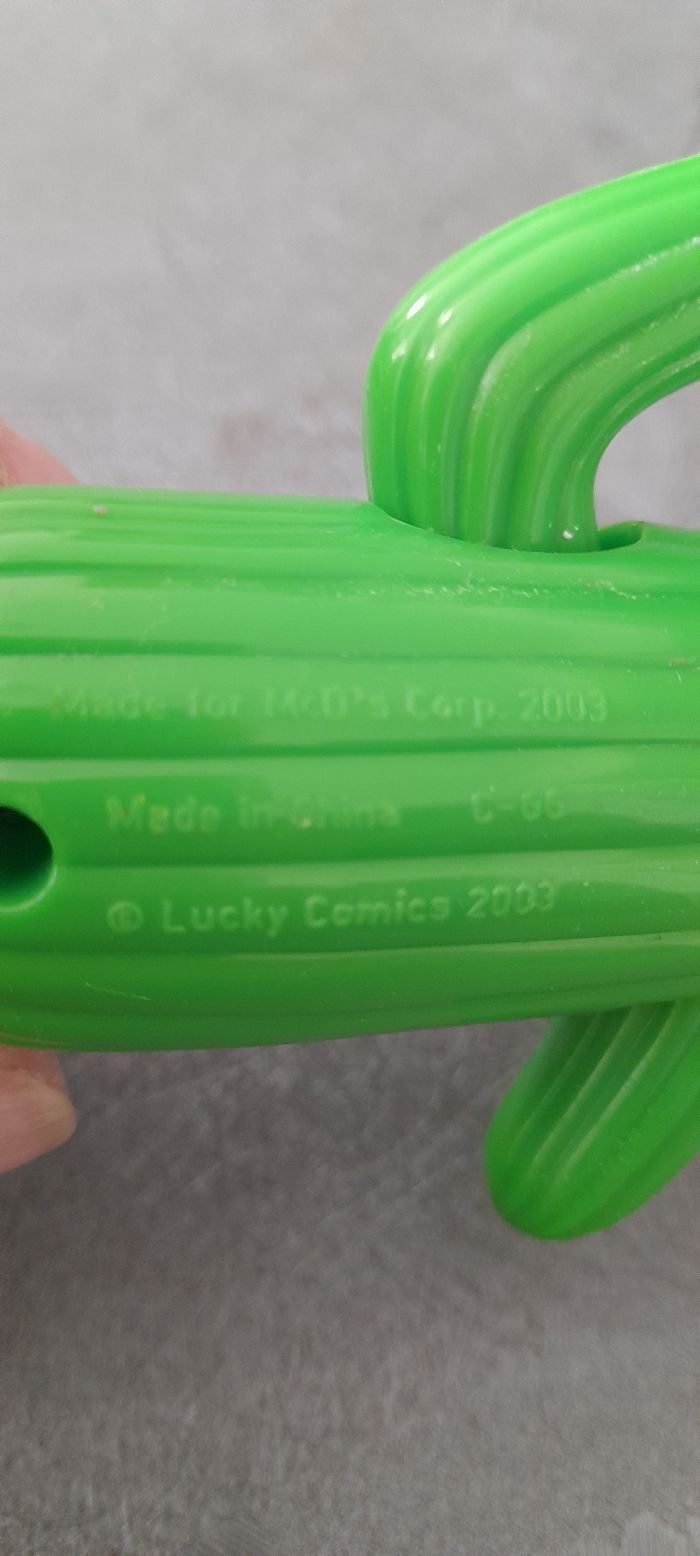 Made for McD's Corp. 2003
Made in China C-66
© Lucky Comics 2003